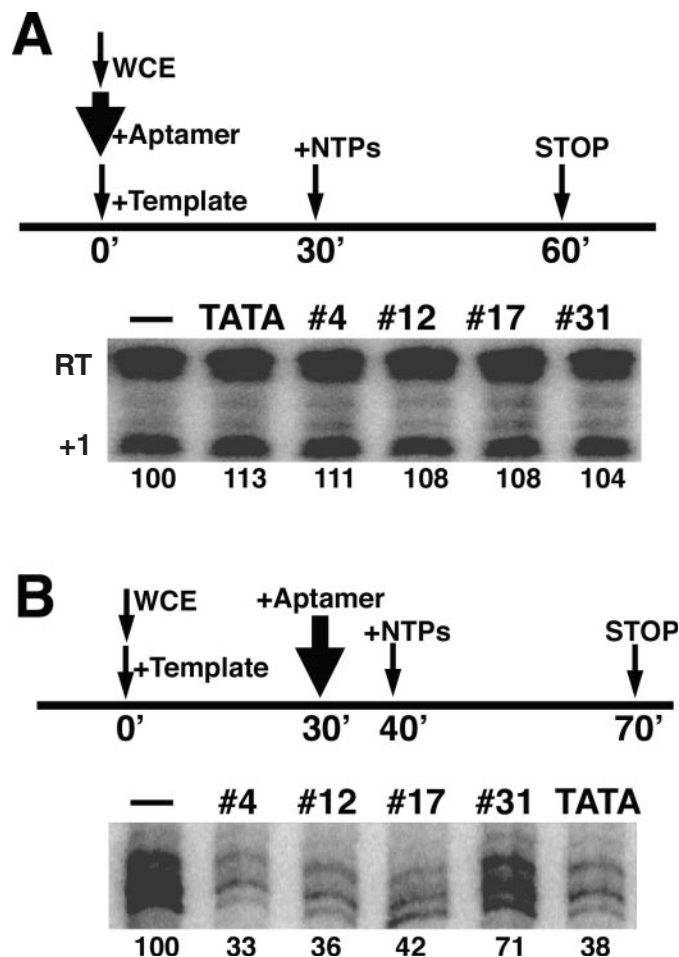 A
WCE
+Aptamer
+Template
+NTPs
STOP
0’ 30’ 60’
— TATA #4 #12 #17 #31
RT
+1
100 113 111 108 108 104
B
WCE
+Template
+Aptamer
+NTPs
STOP
0’ 30’ 40’ 70’
— #4 #12 #17 #31 TATA
100 33 36 42 71 38